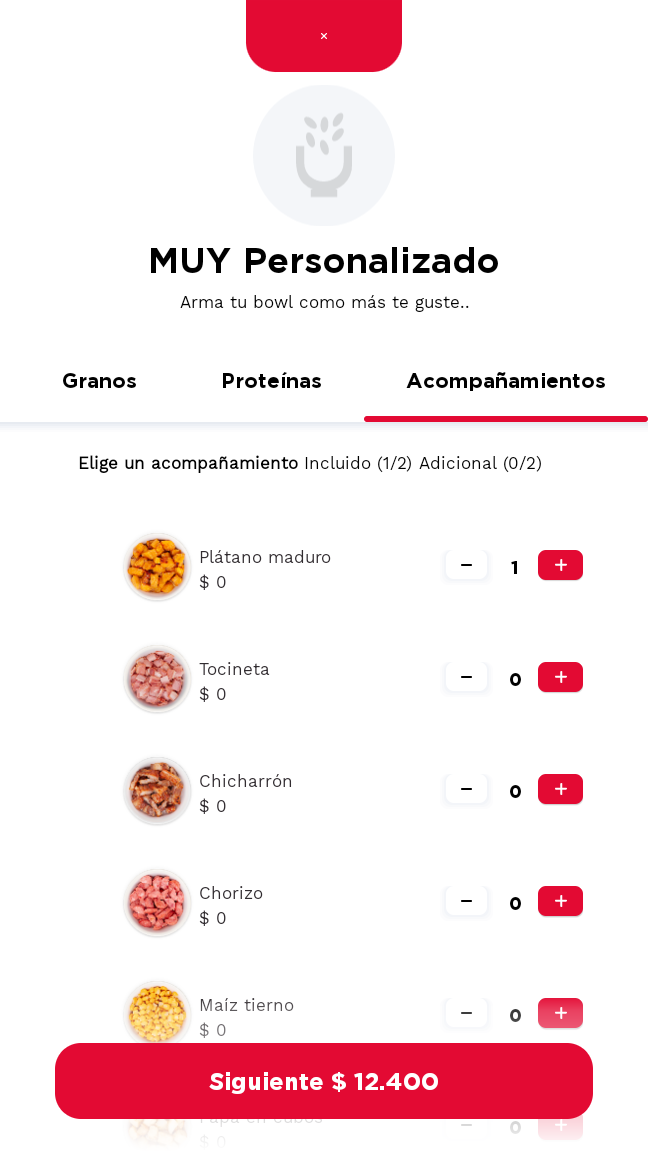 ×
MUY Personalizado
Arma tu bowl como más te guste..
Granos Proteínas Acompañamientos
Elige un acompañamiento Incluido (1/2) Adicional (0/2)
Plátano maduro
$ 0
− 1 +
Tocineta
$ 0
− 0 +
Chicharrón
$ 0
− 0 +
Chorizo
$ 0
− 0 +
Maíz tierno
$ 0
− 0 +
Siguiente $ 12.400
Papa en cubos
$ 0
− 0 +